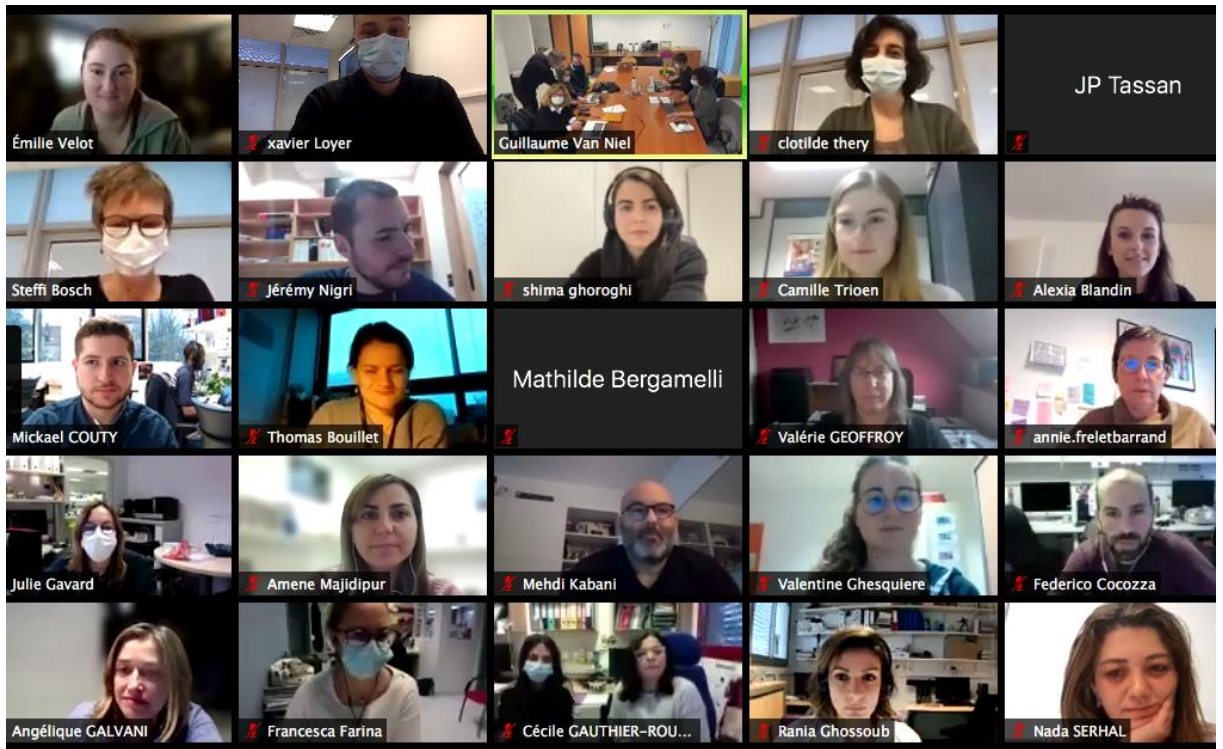 Émilie Velot
xavier Loyer
Guillaume Van Niel
clotilde thery
JP Tassan
Steffi Bosch
Jérémy Nigri
shima ghoroghi
Camille Trioen
Alexia Blandin
Mickael COUTY
Thomas Bouillet
Mathilde Bergamelli
Valérie GEOFFROY
annie.freletbarrand
Julie Gavard
Amene Majidipur
Mehdi Kabani
Valentine Ghesquiere
Federico Cocozza
Angélique GALVANI
Francesca Farina
Cécile GAUTHIER-ROU...
Rania Ghossoub
Nada SERHAL